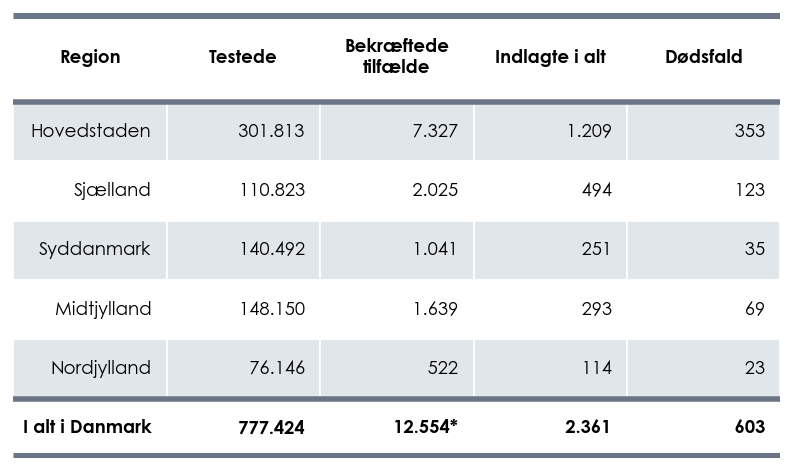 Region Testede Bekræftede tilfælde Indlagte i alt Dødsfald
Hovedstaden 301.813 7.327 1.209 353
Sjælland 110.823 2.025 494 123
Syddanmark 140.492 1.041 251 35
Midtjylland 148.150 1.639 293 69
Nordjylland 76.146 522 114 23
I alt i Danmark 777.424 12.554* 2.361 603